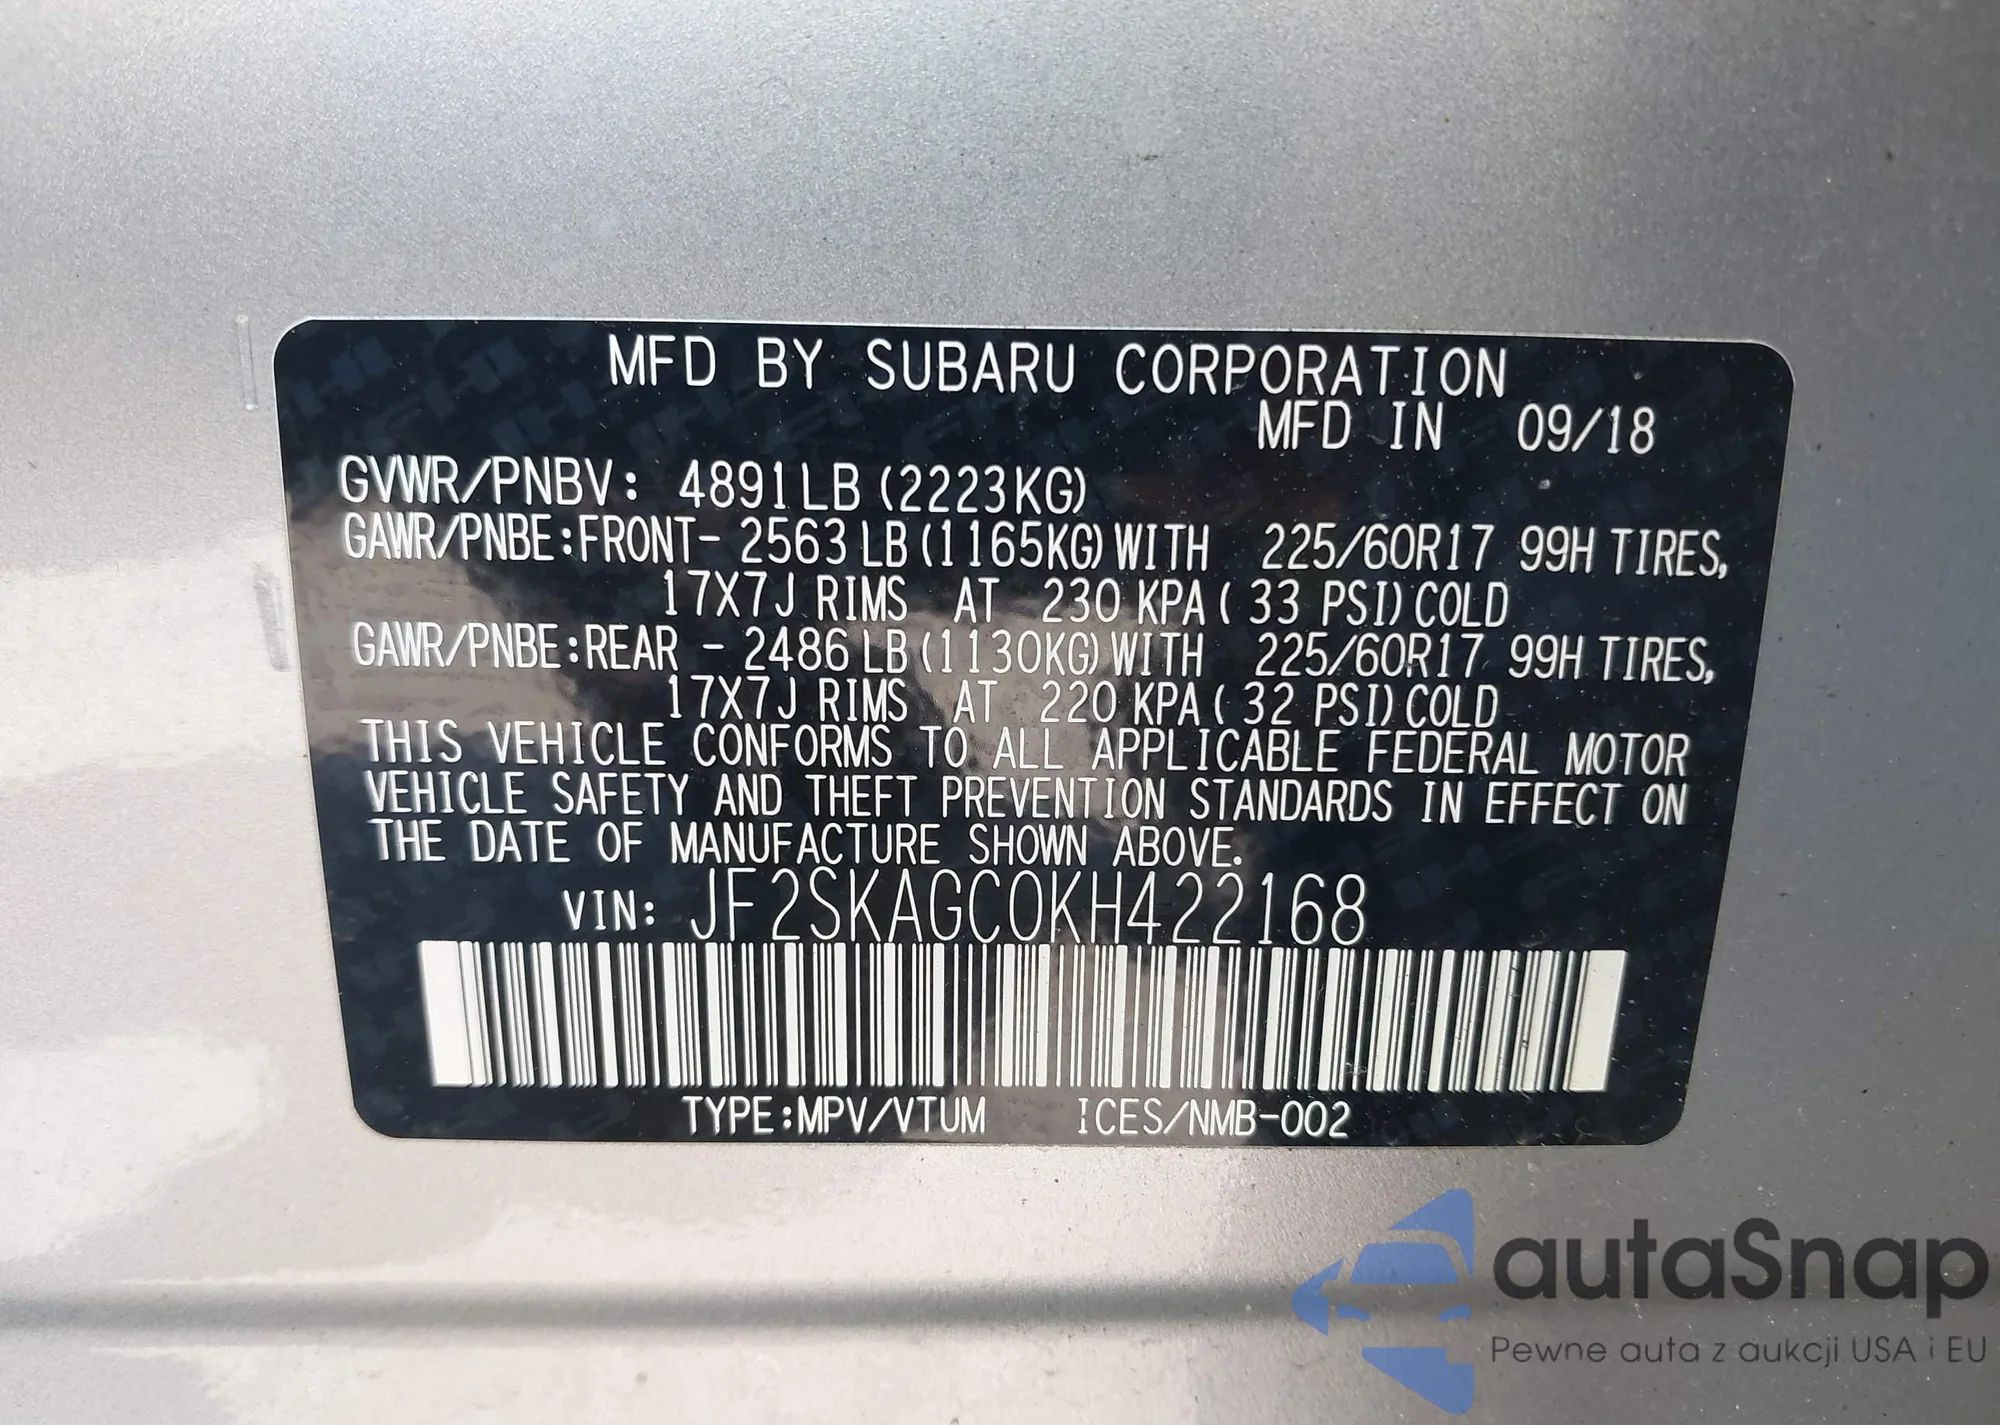 MFD BY SUBARU CORPORATION
MFD IN 09/18
GVWR/PNBV: 4891LB (2223KG)
GAWR/PNBE:FRONT- 2563 LB (1165KG) WITH 225/60R17 99H TIRES,
17X7J RIMS AT 230 KPA ( 33 PSI) COLD
GAWR/PNBE:REAR - 2486 LB (1130KG) WITH 225/60R17 99H TIRES,
17X7J RIMS AT 220 KPA ( 32 PSI) COLD
THIS VEHICLE CONFORMS TO ALL APPLICABLE FEDERAL MOTOR
VEHICLE SAFETY AND THEFT PREVENTION STANDARDS IN EFFECT ON
THE DATE OF MANUFACTURE SHOWN ABOVE.
VIN: JF2SKAGC0KH422168
TYPE:MPV/VTUM ICES/NMB-002
autoSnap
Pewne auta z aukcji USA i EU